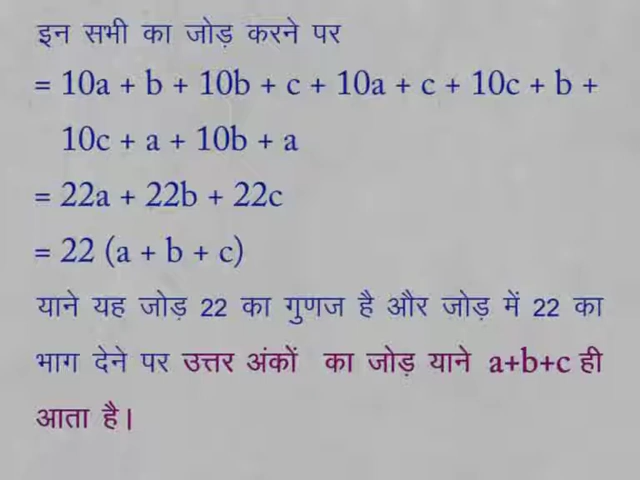 इन सभी का जोड़ करने पर
= 10a + b + 10b + c + 10a + c + 10c + b +
10c + a + 10b + a
= 22a + 22b + 22c
= 22 (a + b + c)
याने यह जोड़ 22 का गुणज है और जोड़ में 22 का
भाग देने पर उत्तर अंकों का जोड़ याने a+b+c ही
आता है।